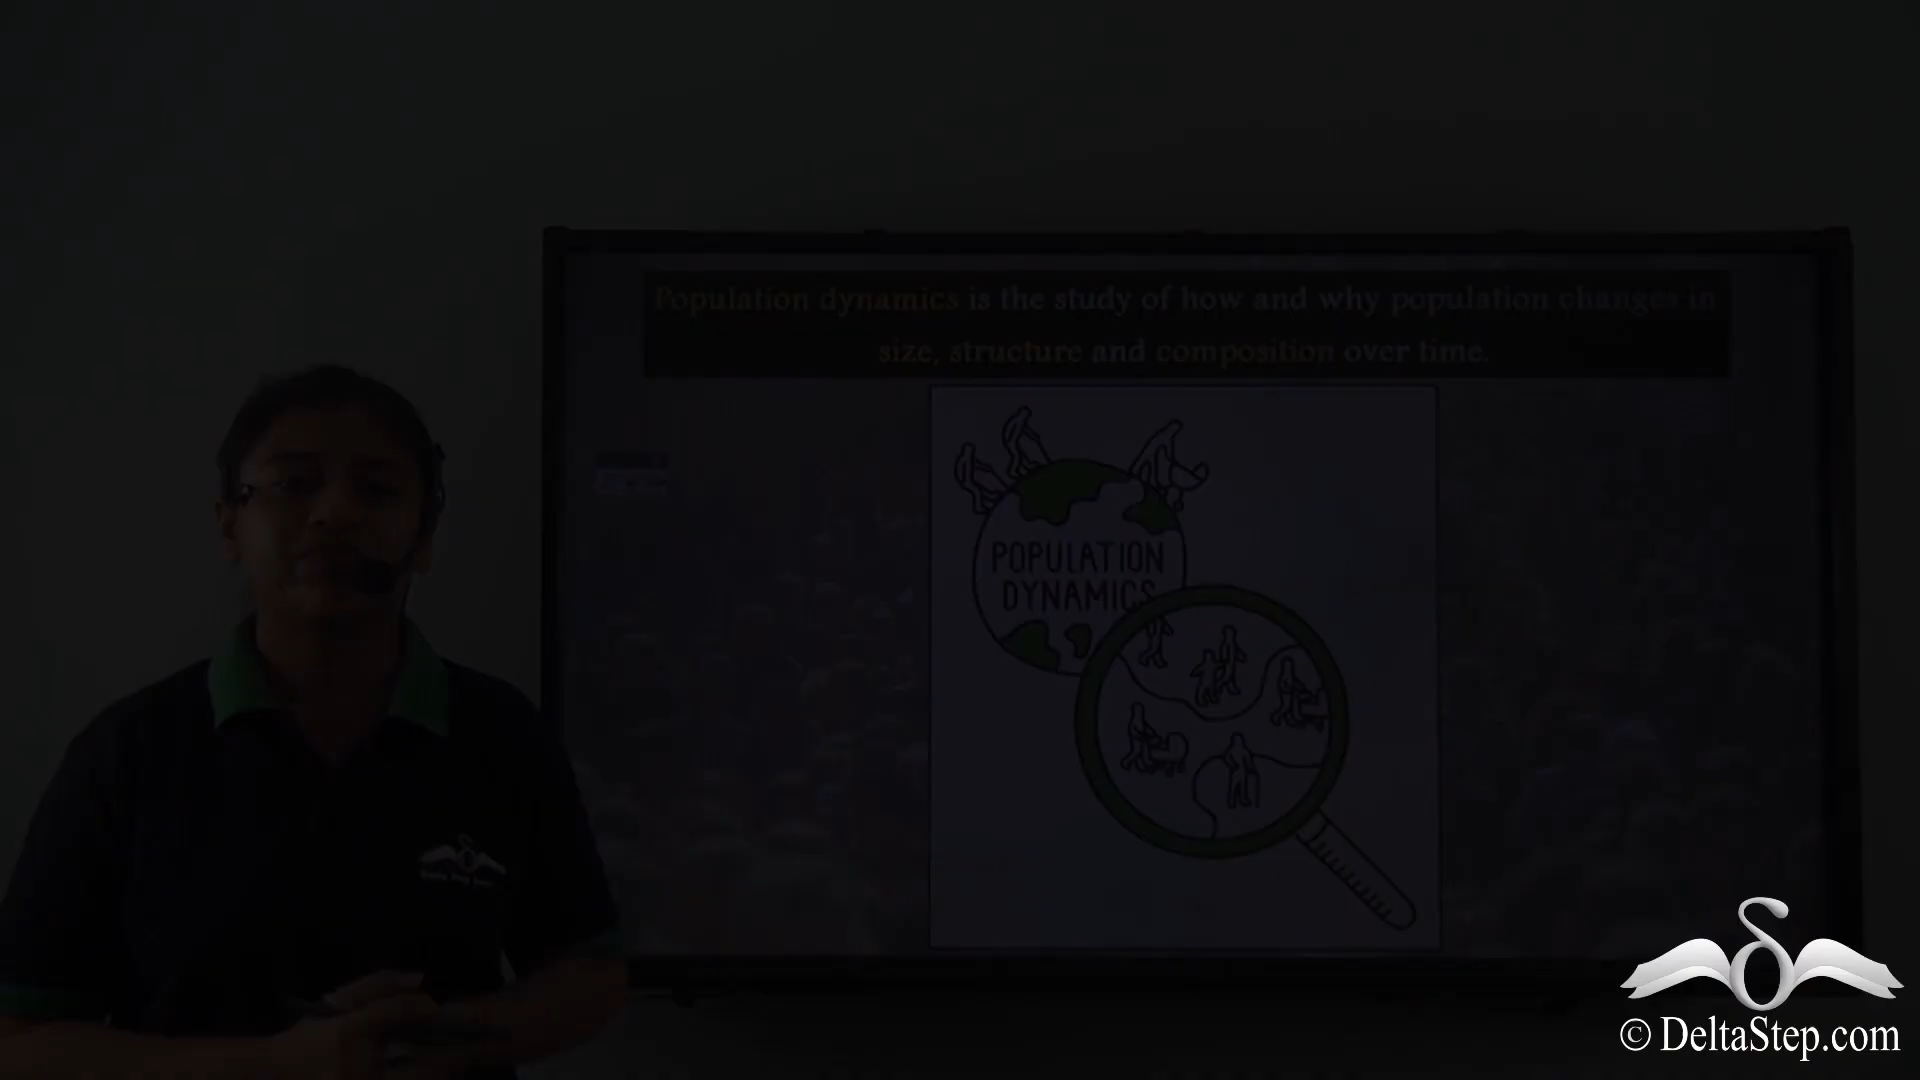 Population dynamics is the study of how and why population changes in
size, structure and composition over time.
POPULATION
DYNAMICS
© DeltaStep.com